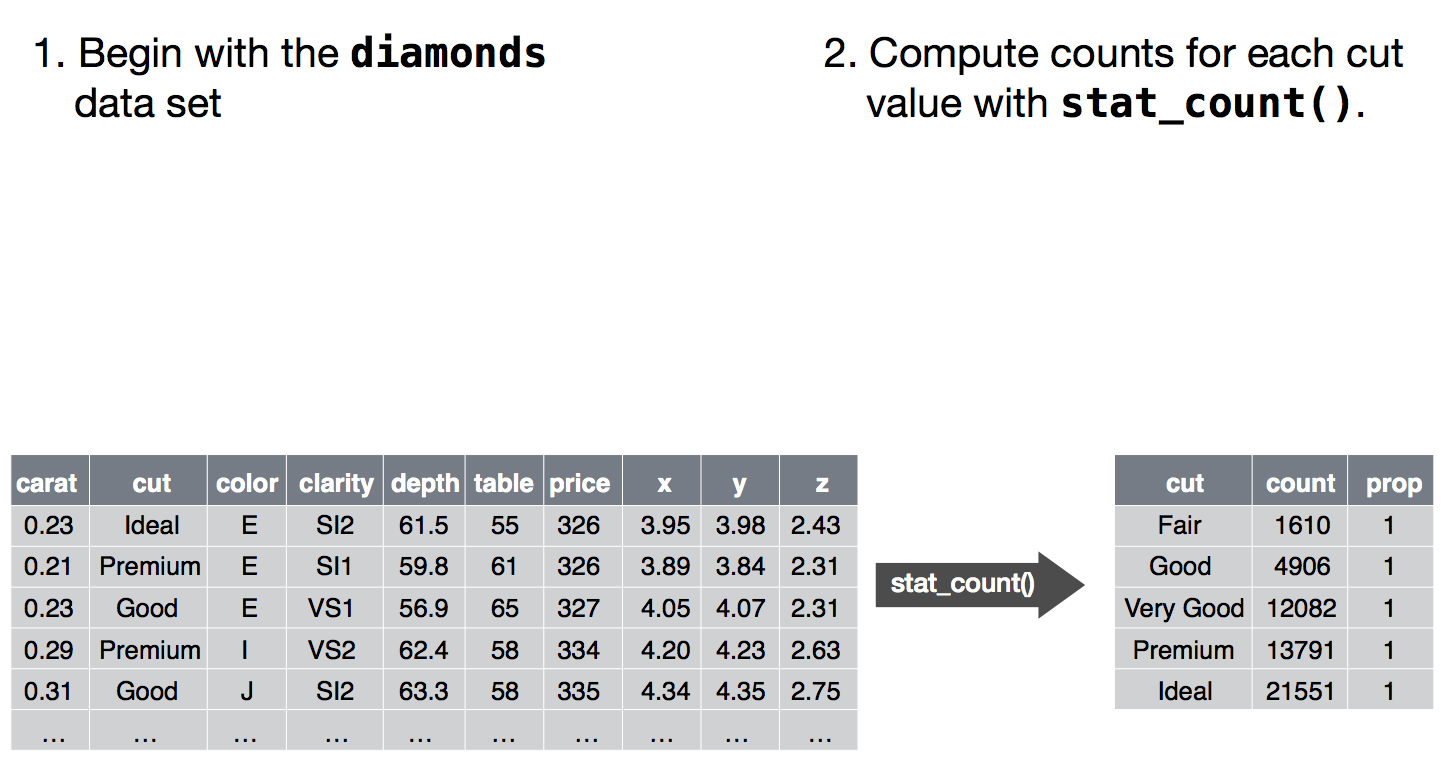 1. Begin with the diamonds
data set
2. Compute counts for each cut
value with stat_count().
carat cut color clarity depth table price x y z
0.23 Ideal E SI2 61.5 55 326 3.95 3.98 2.43
0.21 Premium E SI1 59.8 61 326 3.89 3.84 2.31
0.23 Good E VS1 56.9 65 327 4.05 4.07 2.31
0.29 Premium I VS2 62.4 58 334 4.20 4.23 2.63
0.31 Good J SI2 63.3 58 335 4.34 4.35 2.75
... ... ... ... ... ... ... ... ... ...
stat_count()
cut count prop
Fair 1610 1
Good 4906 1
Very Good 12082 1
Premium 13791 1
Ideal 21551 1